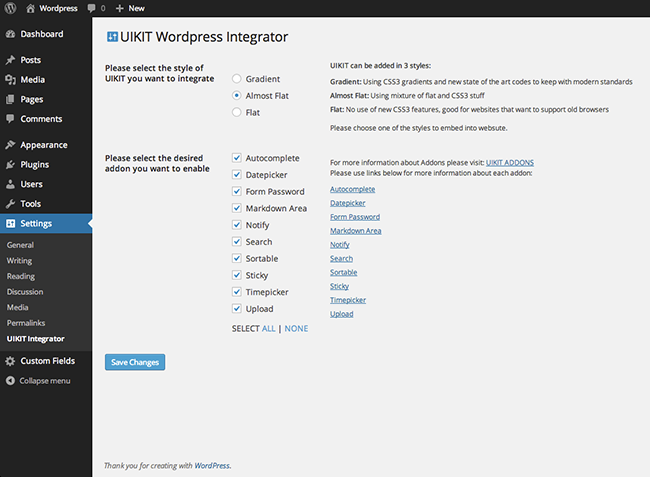 Wordpress 0 New
Dashboard
Posts
Media
Pages
Comments
Appearance
Plugins
Users
Tools
Settings
General
Writing
Reading
Discussion
Media
Permalinks
UIKIT Integrator
Custom Fields
Collapse menu
UIKIT Wordpress Integrator
Please select the style of
UIKIT you want to integrate
Gradient
Almost Flat
Flat
UIKIT can be added in 3 styles:
Gradient: Using CSS3 gradients and new state of the art codes to keep with modern standards
Almost Flat: Using mixture of flat and CSS3 stuff
Flat: No use of new CSS3 features, good for websites that want to support old browsers
Please choose one of the styles to embed into websute.
Please select the desired
addon you want to enable
Autocomplete
Datepicker
Form Password
Markdown Area
Notify
Search
Sortable
Sticky
Timepicker
Upload
SELECT ALL | NONE
For more information about Addons please visit: UIKIT ADDONS
Please use links below for more information about each addon:
Autocomplete
Datepicker
Form Password
Markdown Area
Notify
Search
Sortable
Sticky
Timepicker
Upload
Save Changes
Thank you for creating with WordPress.